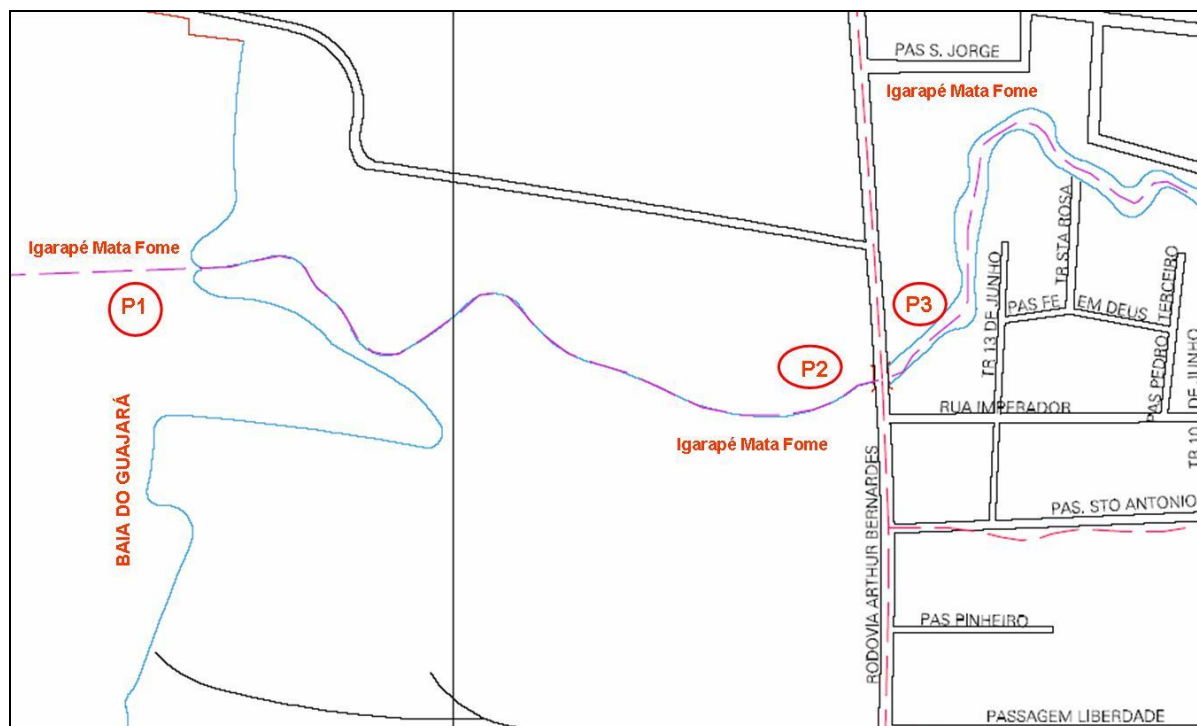 PAS S. JORGE
Igarapé Mata Fome
Igarapé Mata Fome
P1
P3
P2
TR STA ROSA
TR 13 DE JUNHO
PAS FE EM DEUS
PAS PEDRO TERCEIRO
RUA IMPERADOR
TR 10 DE JUNHO
Igarapé Mata Fome
BAIA DO GUAJARÁ
RODOVIA ARTHUR BERNARDES
PAS. STO ANTONIO
PAS PINHEIRO
PASSAGEM LIBERDADE